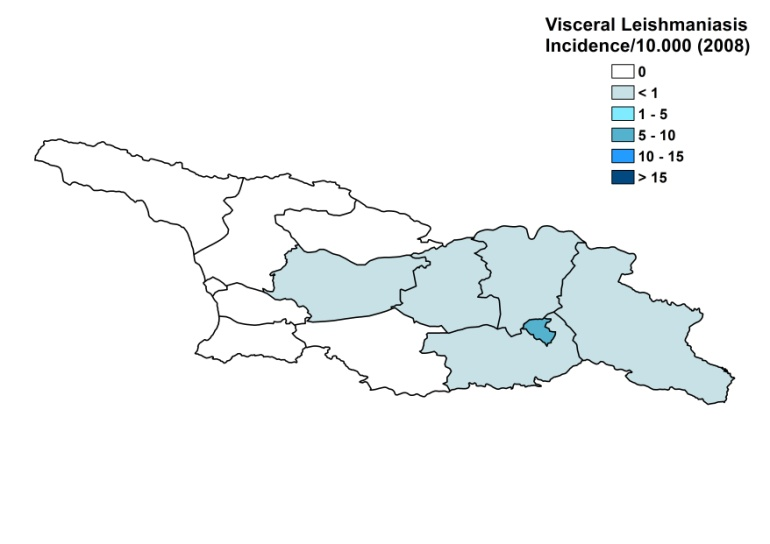 Visceral Leishmaniasis
Incidence/10.000 (2008)
0
< 1
1 - 5
5 - 10
10 - 15
> 15